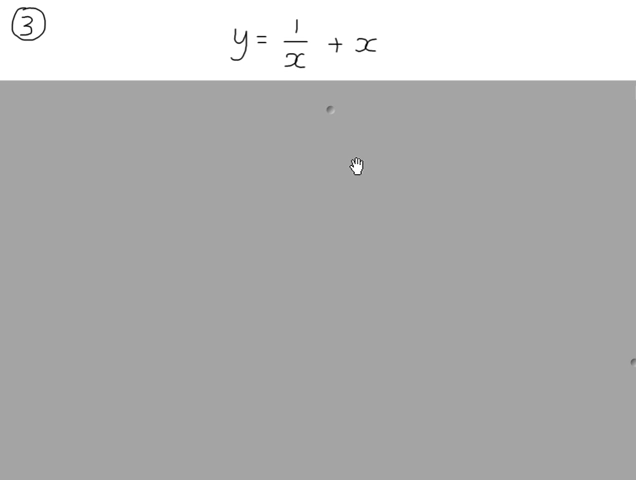 ③
y = 1/x + x